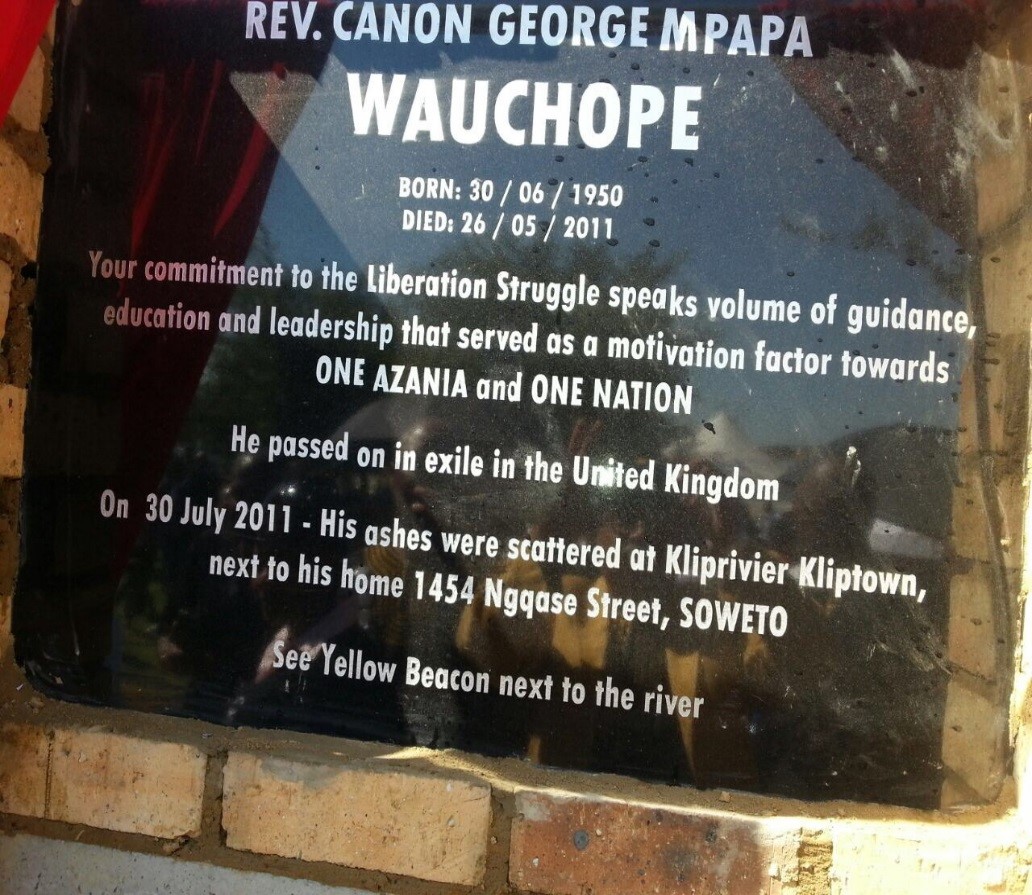 REV. CANON GEORGE MPAPA
WAUCHOPE
BORN: 30 / 06 / 1950
DIED: 26 / 05 / 2011
Your commitment to the Liberation Struggle speaks volume of guidance,
education and leadership that served as a motivation factor towards
ONE AZANIA and ONE NATION
He passed on in exile in the United Kingdom
On 30 July 2011 - His ashes were scattered at Kliprivier Kliptown,
next to his home 1454 Ngqase Street, SOWETO
See Yellow Beacon next to the river